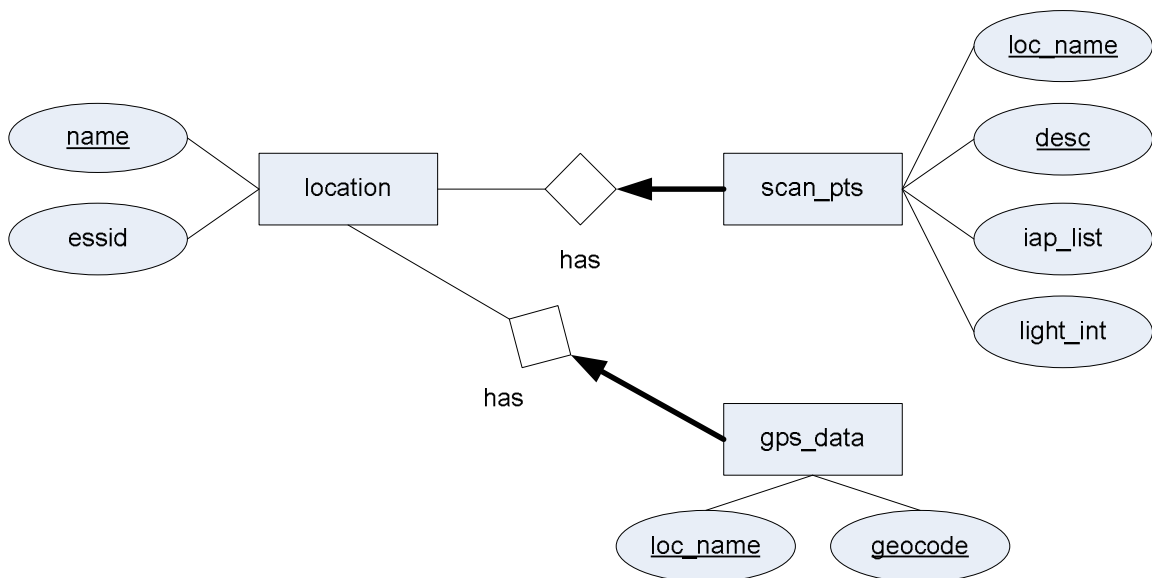 loc_name
name
desc
location
scan_pts
essid
iap_list
has
light_int
has
gps_data
loc_name
geocode